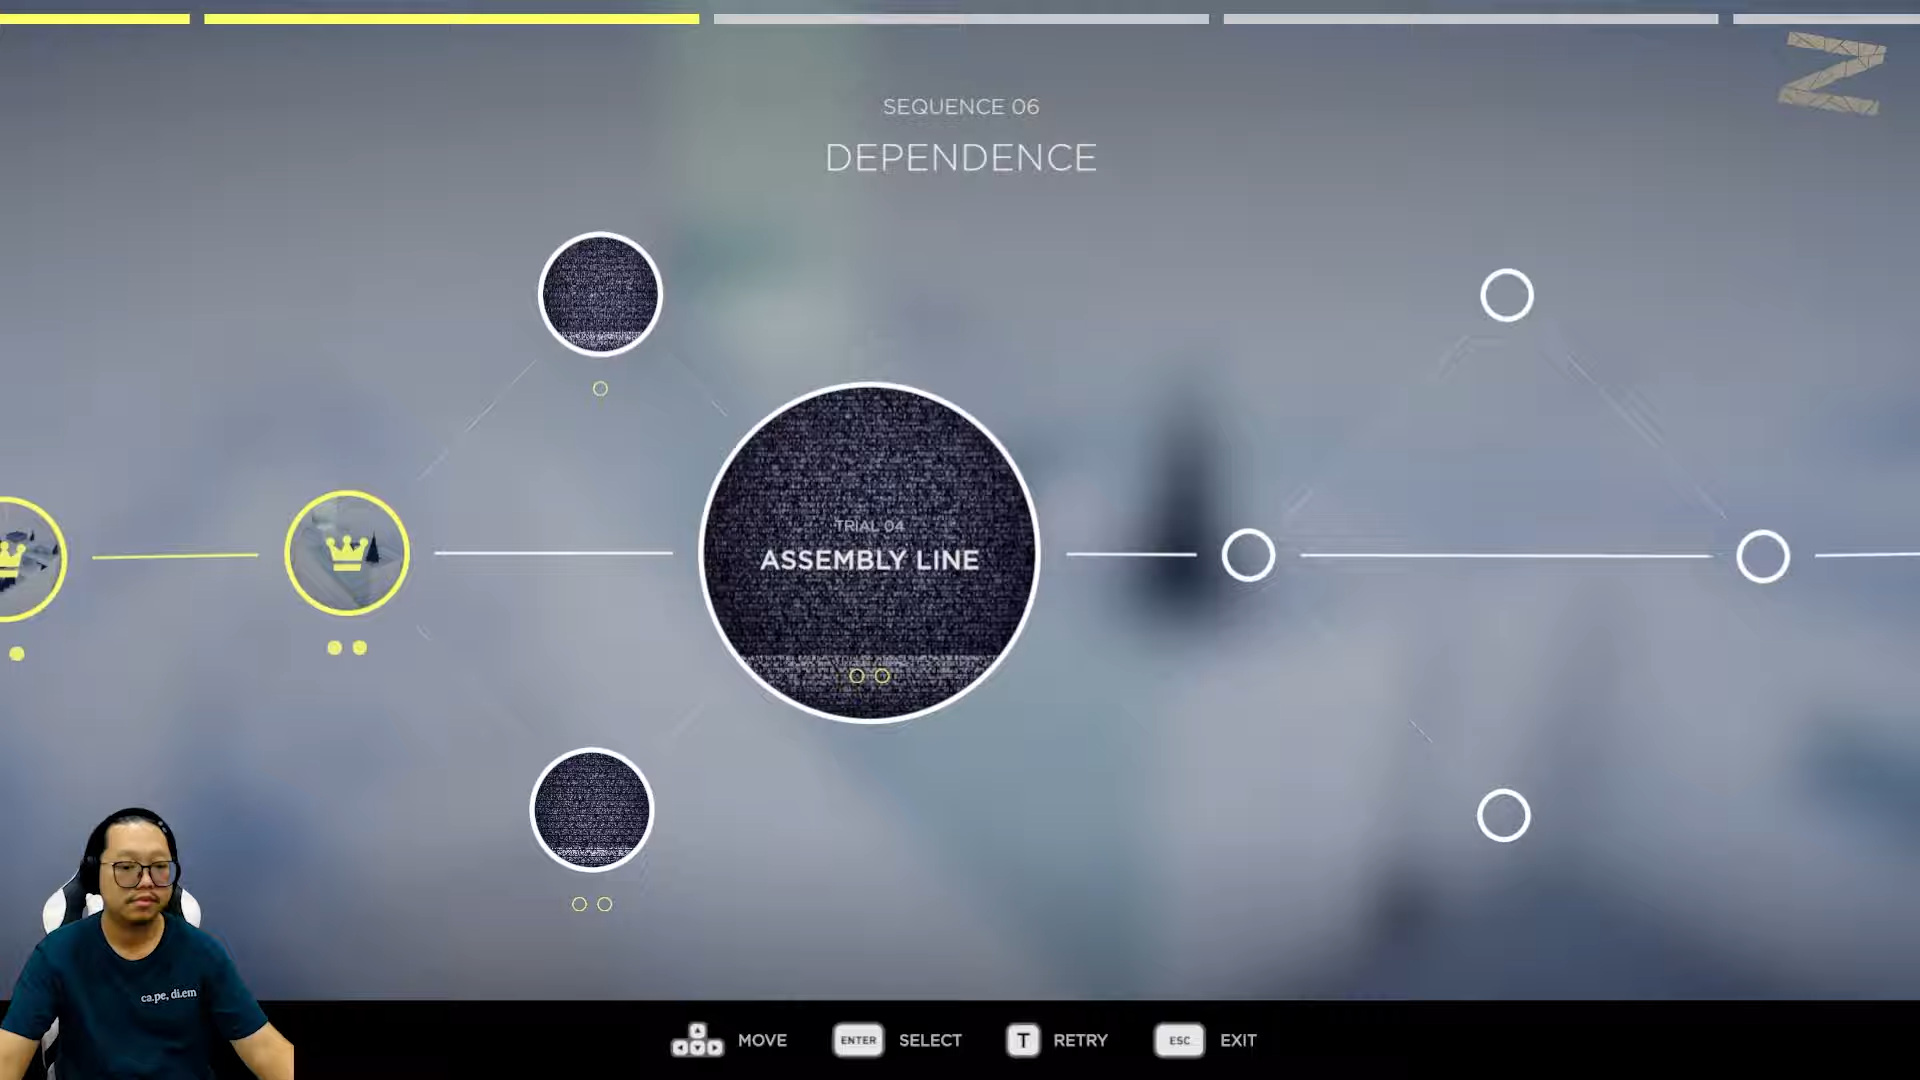 SEQUENCE 06
DEPENDENCE
TRIAL 04
ASSEMBLY LINE
ca.pe, di.em
MOVE
ENTER SELECT
T RETRY
ESC EXIT